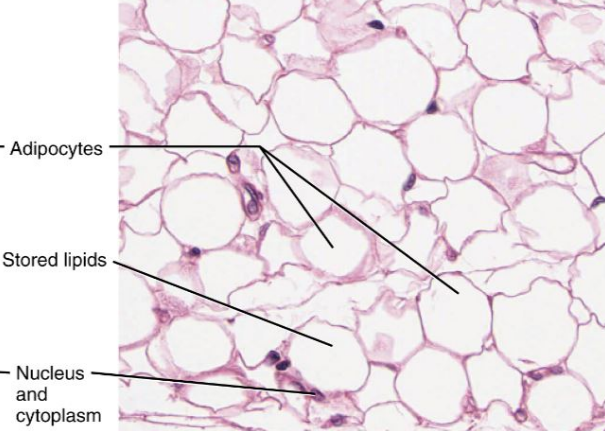 Adipocytes
Stored lipids
Nucleus
and
cytoplasm